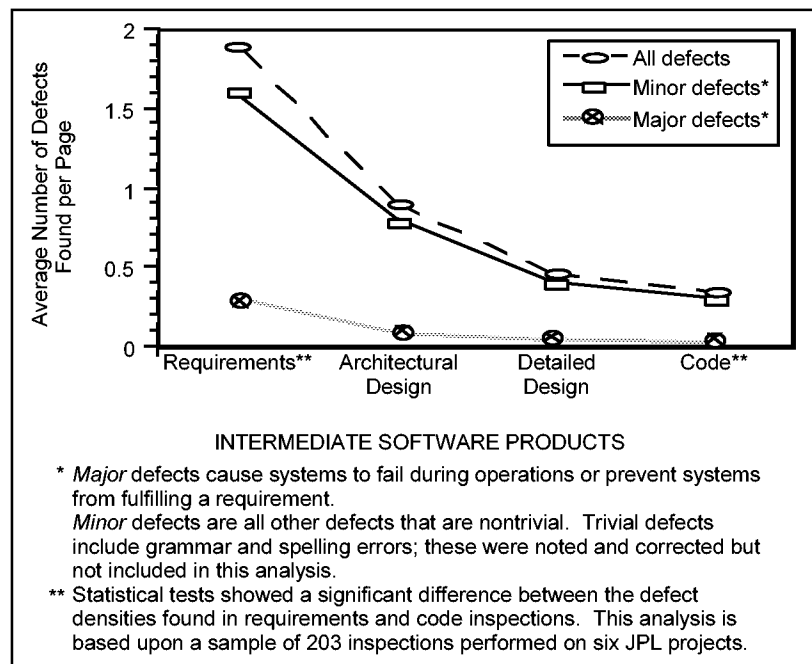 2
1.5
1
0.5
0
Average Number of Defects
Found per Page
All defects
Minor defects*
Major defects*
Requirements**
Architectural
Design
Detailed
Design
Code**
INTERMEDIATE SOFTWARE PRODUCTS
* Major defects cause systems to fail during operations or prevent systems
from fulfilling a requirement.
Minor defects are all other defects that are nontrivial. Trivial defects
include grammar and spelling errors; these were noted and corrected but
not included in this analysis.
** Statistical tests showed a significant difference between the defect
densities found in requirements and code inspections. This analysis is
based upon a sample of 203 inspections performed on six JPL projects.